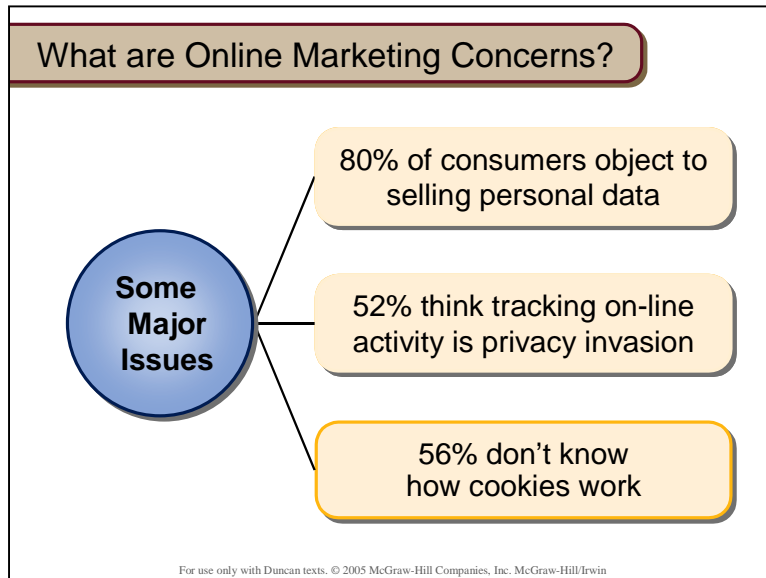 What are Online Marketing Concerns?
80% of consumers object to
selling personal data
Some
Major
Issues
52% think tracking on-line
activity is privacy invasion
56% don't know
how cookies work
For use only with Duncan texts. © 2005 McGraw-Hill Companies, Inc. McGraw-Hill/Irwin